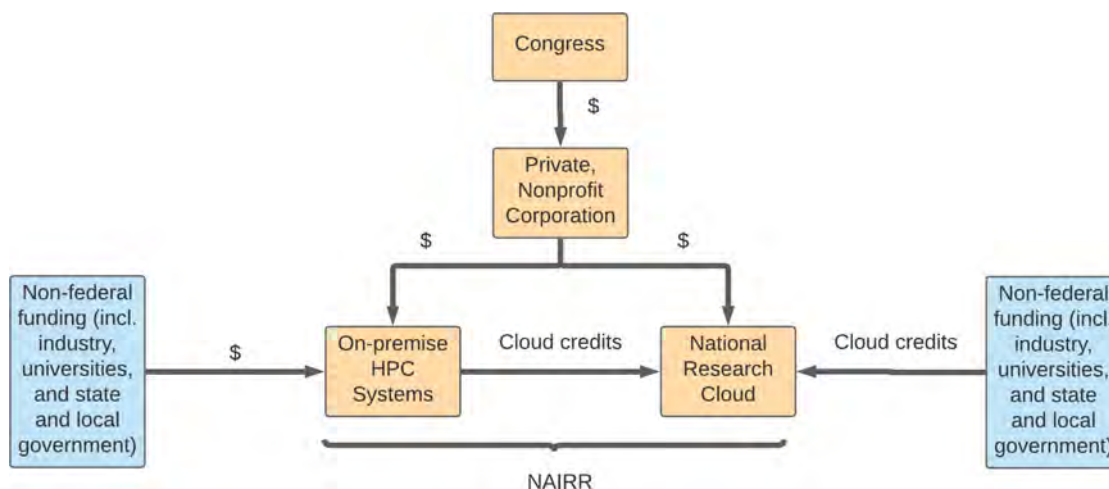 Congress
$
Private,
Nonprofit
Corporation
$
$
Non-federal
funding (incl.
industry,
universities,
and state
and local
government)
$
On-premise
HPC
Systems
Cloud credits
National
Research
Cloud
Cloud credits
Non-federal
funding (incl.
industry,
universities,
and state
and local
government)
NAIRR